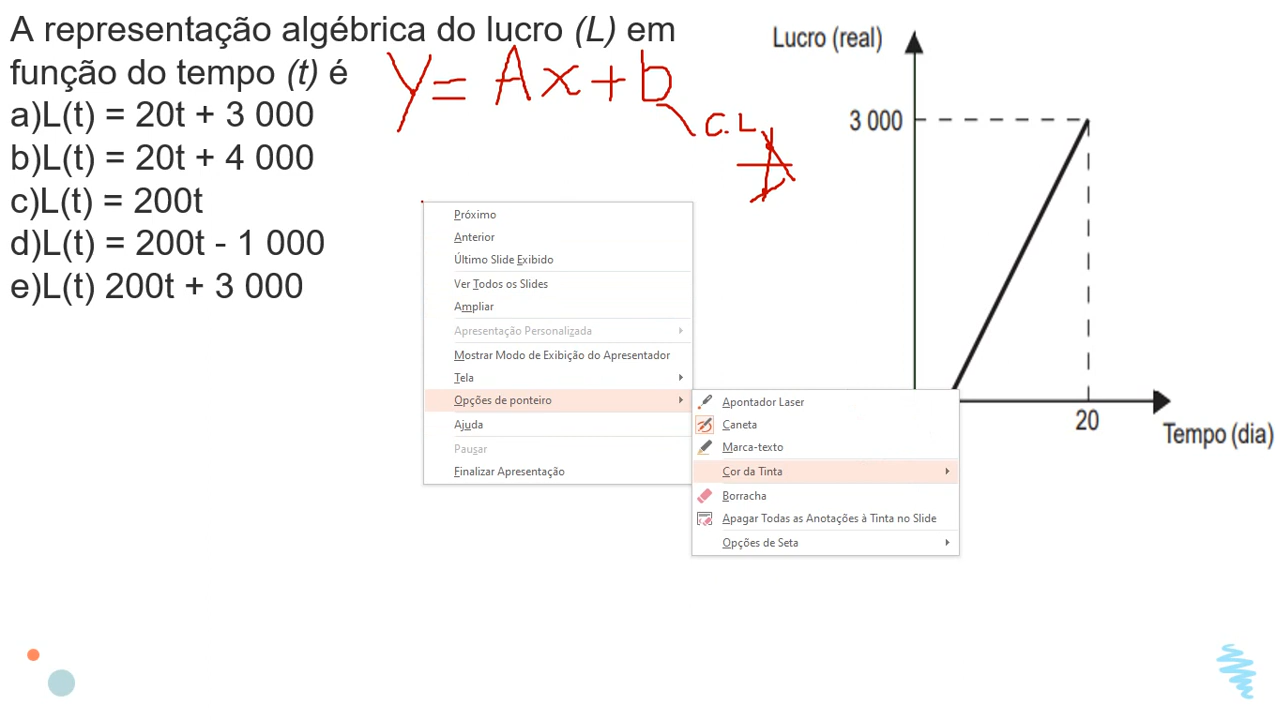 A representação algébrica do lucro (L) em
função do tempo (t) é
a)L(t) = 20t + 3 000
b)L(t) = 20t + 4 000
c)L(t) = 200t
d)L(t) = 200t - 1 000
e)L(t) 200t + 3 000
y = Ax + b
C.L y
Próximo
Anterior
Último Slide Exibido
Ver Todos os Slides
Ampliar
Apresentação Personalizada
Mostrar Modo de Exibição do Apresentador
Tela
Opções de ponteiro
Ajuda
Pausar
Finalizar Apresentação
Apontador Laser
Caneta
Marca-texto
Cor da Tinta
Borracha
Apagar Todas as Anotações à Tinta no Slide
Opções de Seta
Lucro (real)
3 000
20
Tempo (dia)